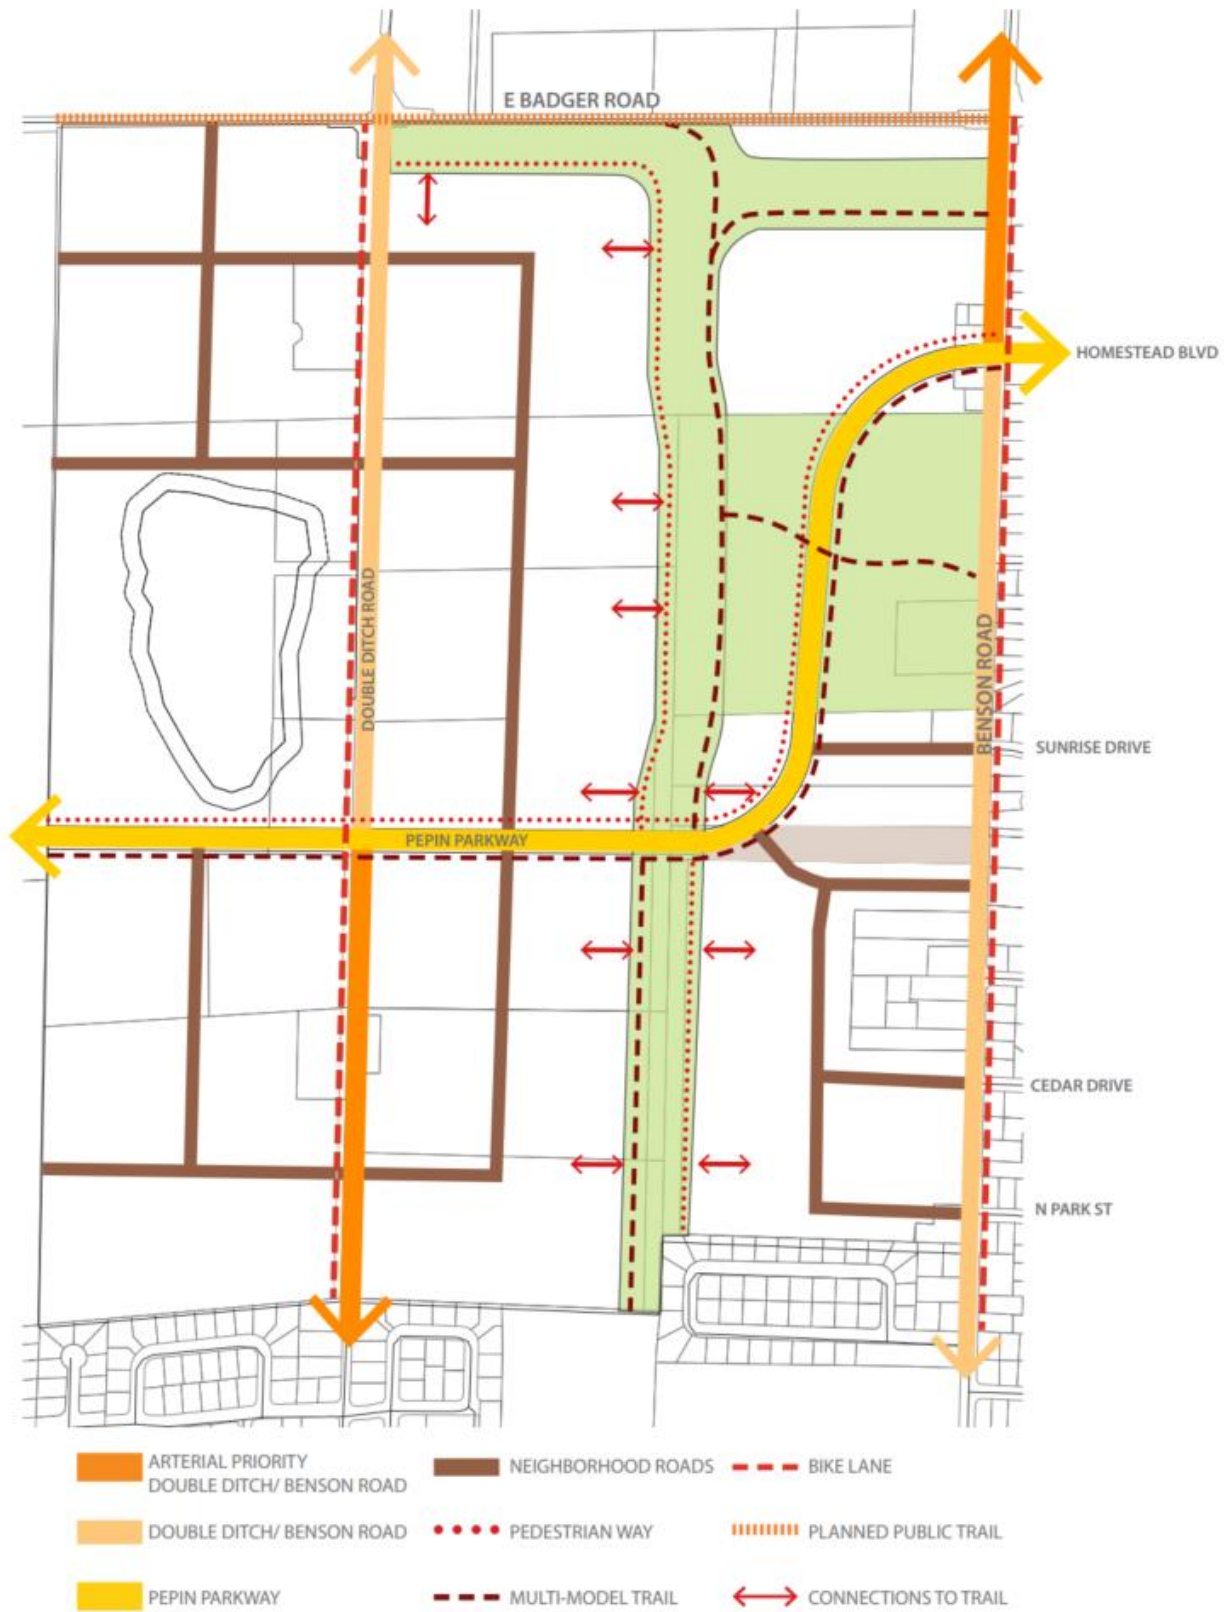 E BADGER ROAD
HOMESTEAD BLVD
DOUBLE DITCH ROAD
BENSON ROAD
SUNRISE DRIVE
PEPIN PARKWAY
CEDAR DRIVE
N PARK ST
ARTERIAL PRIORITY
DOUBLE DITCH/ BENSON ROAD
NEIGHBORHOOD ROADS
BIKE LANE
DOUBLE DITCH/ BENSON ROAD
PEDESTRIAN WAY
PLANNED PUBLIC TRAIL
PEPIN PARKWAY
MULTI-MODEL TRAIL
CONNECTIONS TO TRAIL